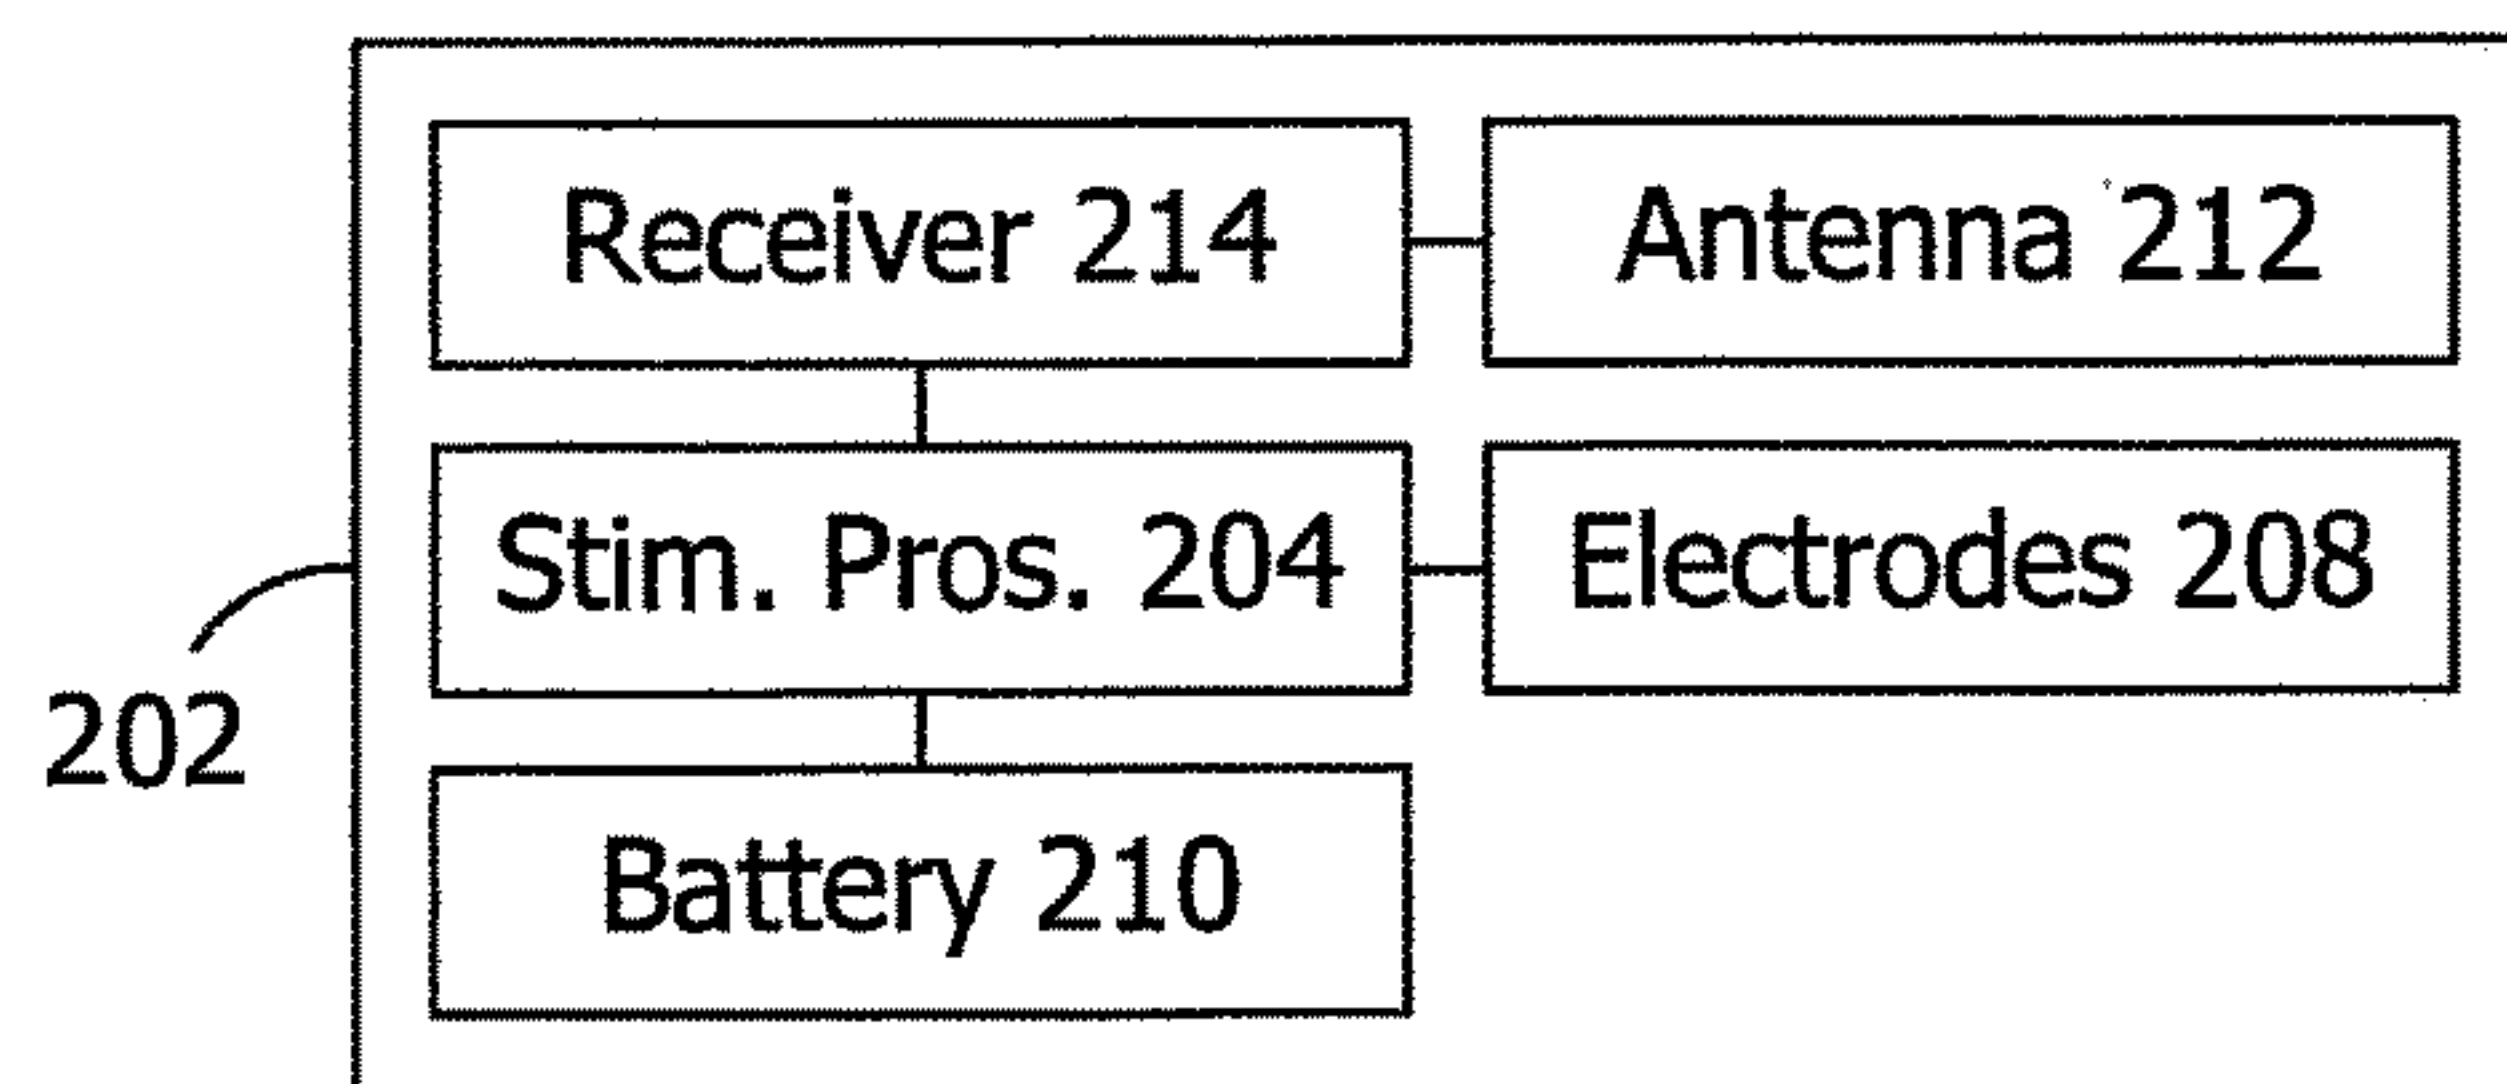 Receiver 214
Antenna 212
Stim. Pros. 204
Electrodes 208
202
Battery 210